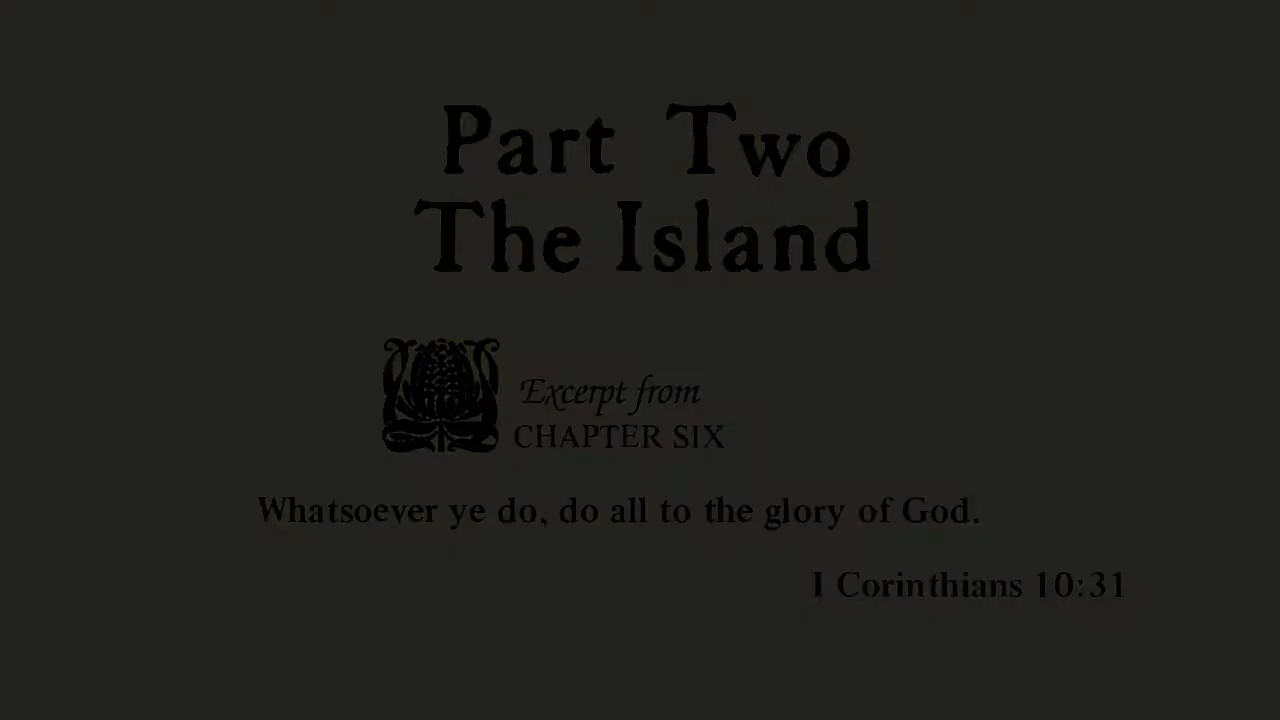 Part Two
The Island
Excerpt from
CHAPTER SIX
Whatsoever ye do, do all to the glory of God.
I Corinthians 10:31